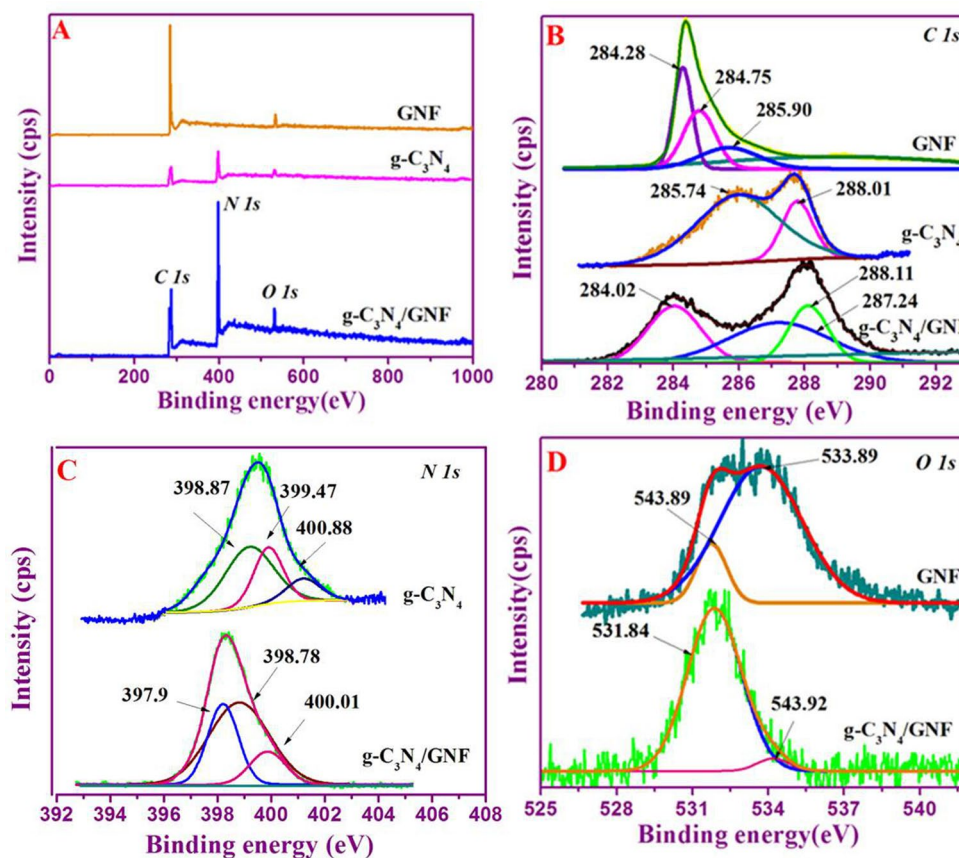 A
GNF
g-C₃N₄
N 1s
C 1s
O 1s
g-C₃N₄/GNF
Intensity (cps)
0 200 400 600 800 1000
Binding energy(eV)
B
C 1s
284.28
284.75
285.90
GNF
285.74
288.01
g-C₃N₄
288.11
284.02
287.24
g-C₃N₄/GNF
Intensity (cps)
280 282 284 286 288 290 292
Binding energy (eV)
C
N 1s
398.87
399.47
400.88
g-C₃N₄
398.78
397.9
400.01
g-C₃N₄/GNF
Intensity (cps)
392 394 396 398 400 402 404 406 408
Binding energy (eV)
D
O 1s
533.89
543.89
GNF
531.84
543.92
g-C₃N₄/GNF
Intensity(cps)
525 528 531 534 537 540
Binding energy(eV)